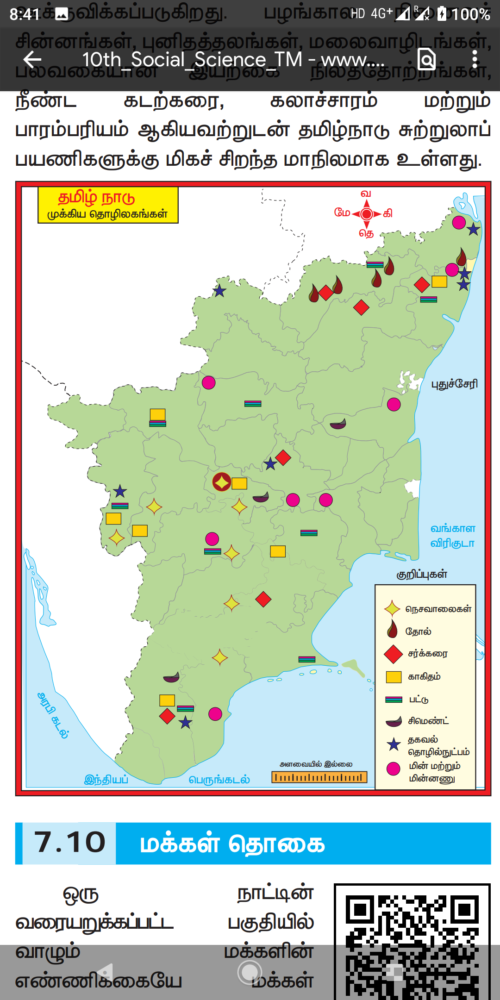 8:41 HD 4G+ R 100%
ஊக்குவிக்கப்படுகிறது. பழங்கால நினைவுச்
சின்னங்கள், புனிதத்தலங்கள், மலைவாழிடங்கள்,
10th_Social_Science_TM - www....
பலவகையான இயற்கை நிலத்தோற்றங்கள்,
நீண்ட கடற்கரை, கலாச்சாரம் மற்றும்
பாரம்பரியம் ஆகியவற்றுடன் தமிழ்நாடு சுற்றுலாப்
பயணிகளுக்கு மிகச் சிறந்த மாநிலமாக உள்ளது.
தமிழ் நாடு
முக்கிய தொழிலகங்கள்
வ
மே கி
தெ
புதுச்சேரி
வங்காள
விரிகுடா
குறிப்புகள்
நெசவாலைகள்
தோல்
சர்க்கரை
காகிதம்
பட்டு
சிமெண்ட்
தகவல்
தொழில்நுட்பம்
மின் மற்றும்
மின்னணு
அரபி கடல்
அளவையில் இல்லை
இந்தியப் பெருங்கடல்
7.10 மக்கள் தொகை
ஒரு நாட்டின்
வரையறுக்கப்பட்ட பகுதியில்
வாழும் மக்களின்
எண்ணிக்கையே மக்கள்